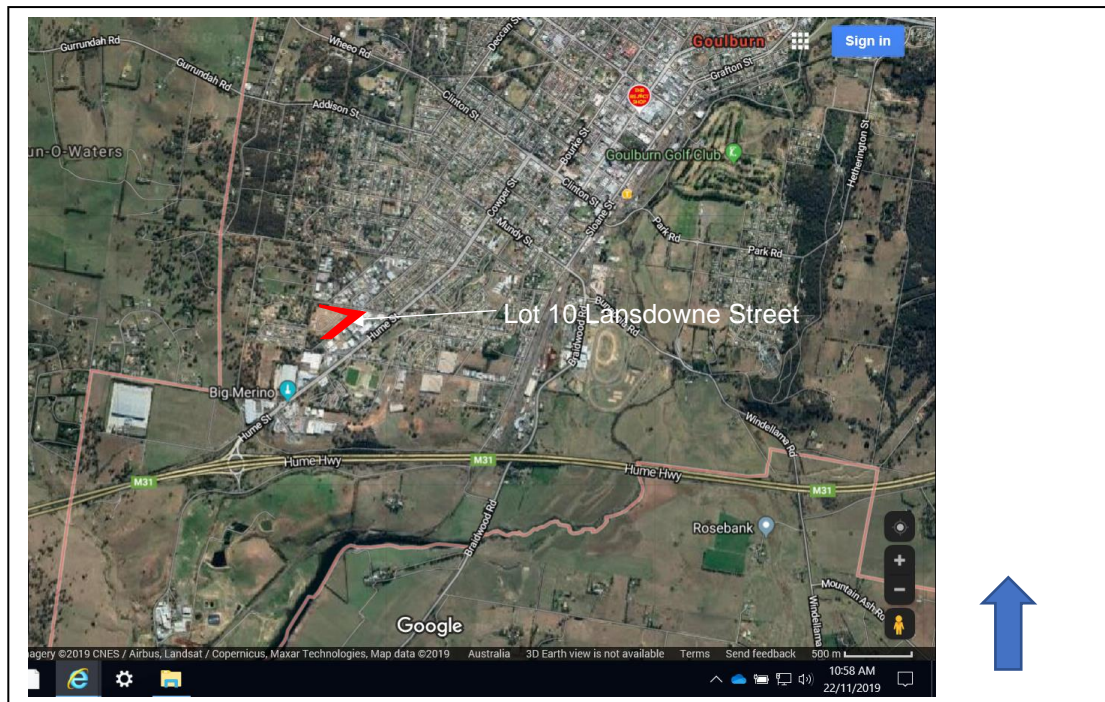 Gurrundah Rd
Wheeo Rd
Deccan St
Goulburn
Sign in
Grafton St
Gurrundah Rd
Addison St
Clinton St
THE
SHOP
Bourke St
Goulburn Golf Club
Hetherington St
un-O-Waters
Cowper St
Clinton St
Sloane St
Mundy St
Park Rd
Park Rd
Lot 10 Lansdowne Street
Hume St
Braidwood Rd
Big Merino
Hume St
Windellama Rd
Hume Hwy
M31
Hume Hwy
M31
M31
Rosebank
Braidwood Rd
Mountain Ash Rd
Windellama
Google
agery ©2019 CNES / Airbus, Landsat / Copernicus, Maxar Technologies, Map data ©2019 Australia 3D Earth view is not available Terms Send feedback 500 m
10:58 AM
22/11/2019